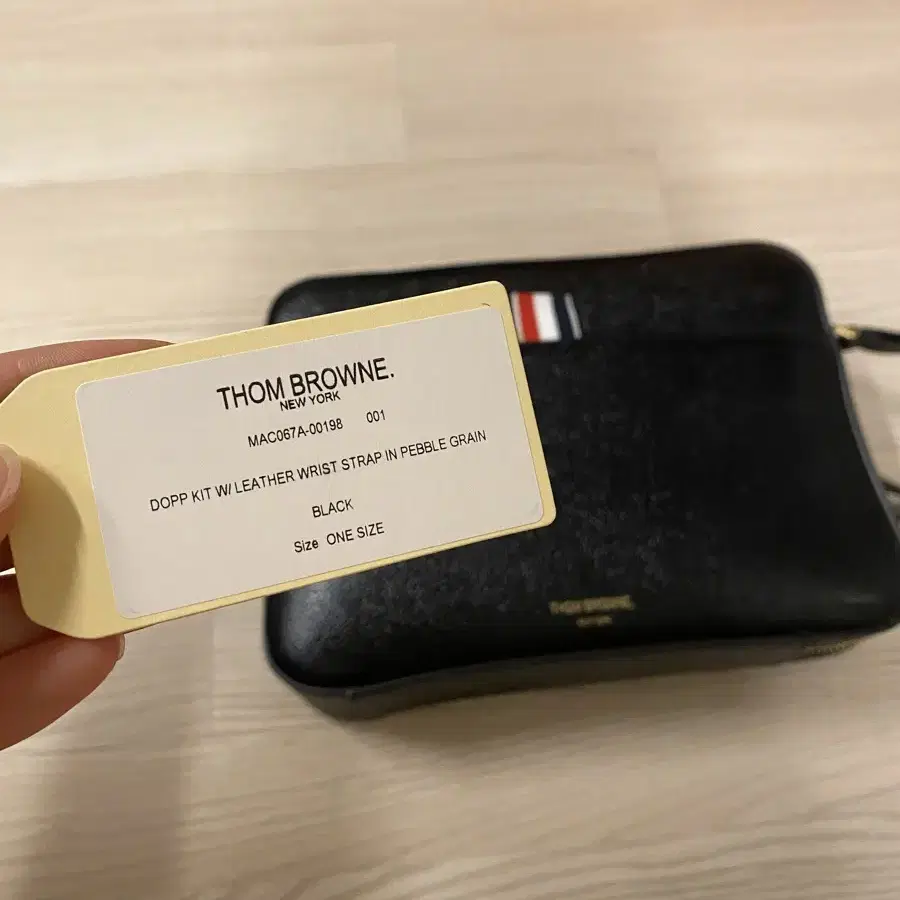 THOM BROWNE.
NEW YORK
MAC067A-00198 001
DOPP KIT W/ LEATHER WRIST STRAP IN PEBBLE GRAIN
BLACK
Size ONE SIZE
THOM BROWNE.